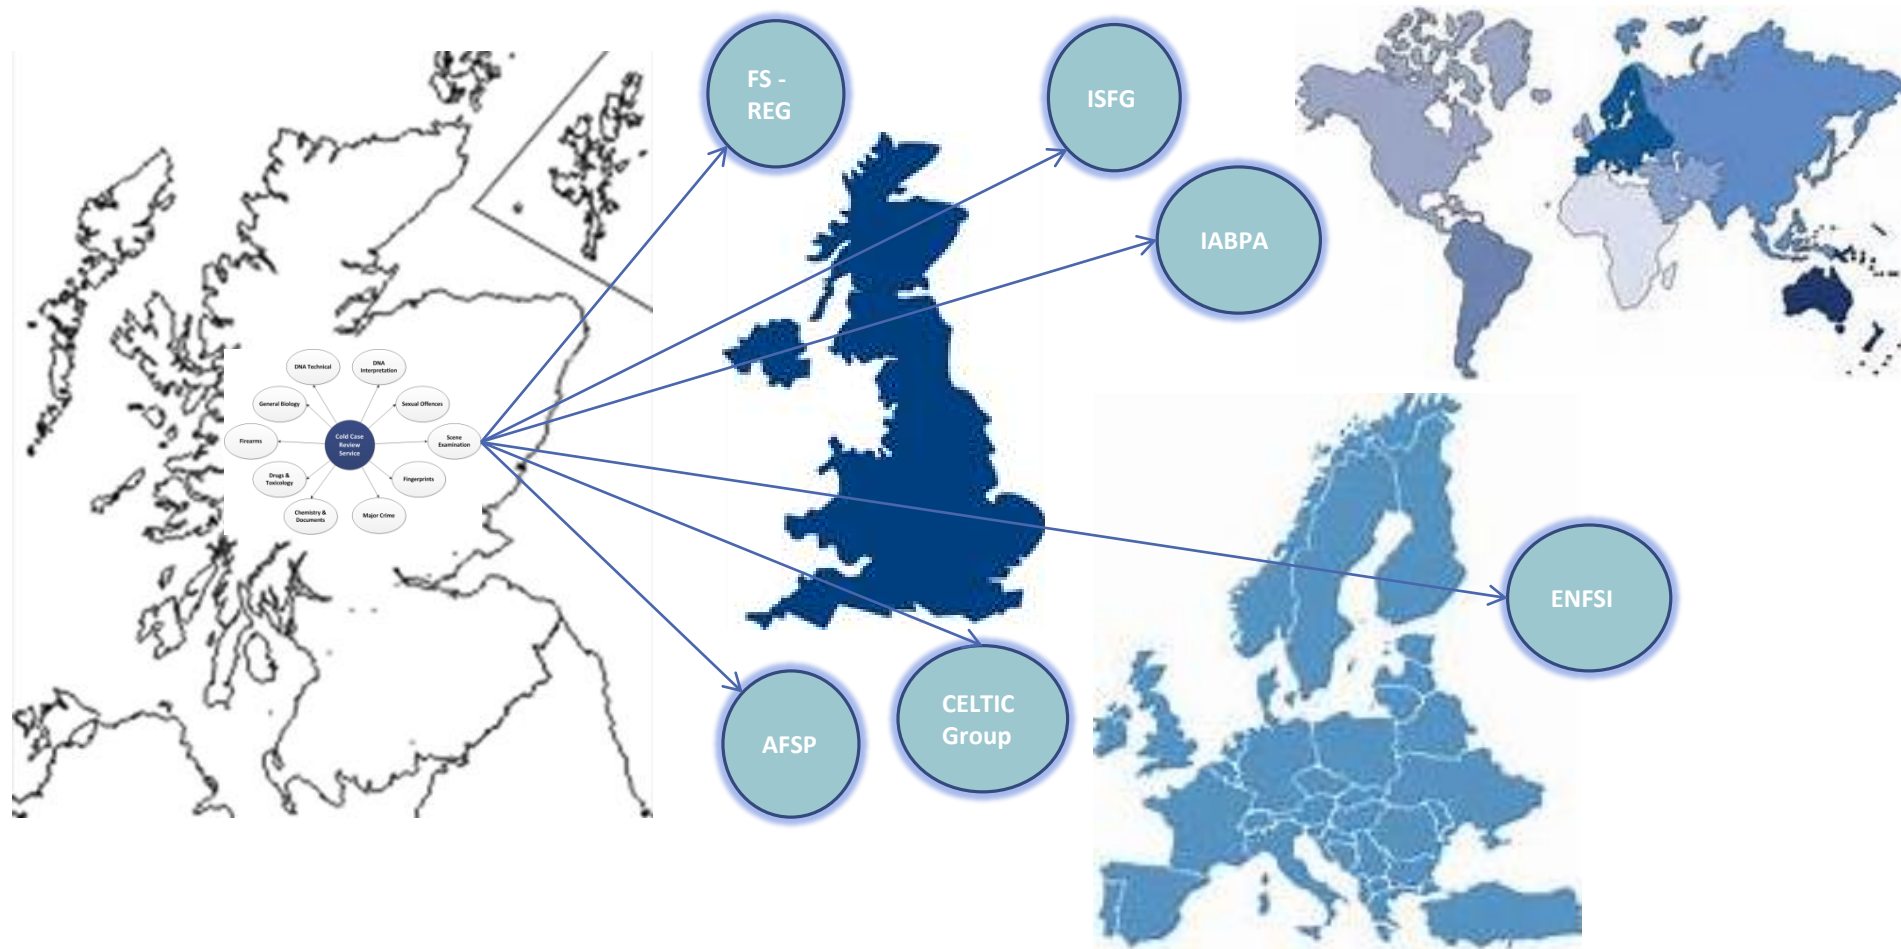 FS -
REG
ISFG
IABPA
DNA Technical
DNA
Interpretation
General Biology
Sexual Offences
Firearms
Cold Case
Review
Service
Scene
Examination
Drugs &
Toxicology
Fingerprints
Chemistry &
Documents
Major Crime
ENFSI
CELTIC
Group
AFSP